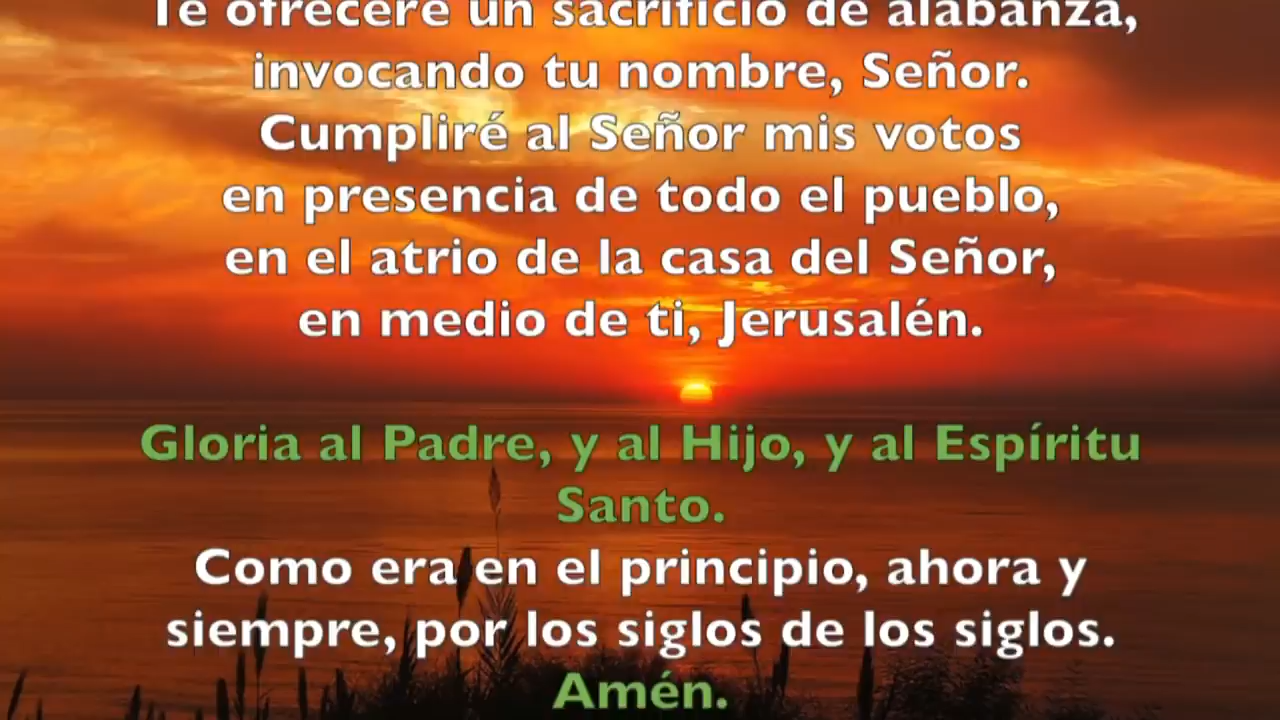 Te ofreceré un sacrificio de alabanza,
invocando tu nombre, Señor.
Cumpliré al Señor mis votos
en presencia de todo el pueblo,
en el atrio de la casa del Señor,
en medio de ti, Jerusalén.
Gloria al Padre, y al Hijo, y al Espíritu
Santo.
Como era en el principio, ahora y
siempre, por los siglos de los siglos.
Amén.